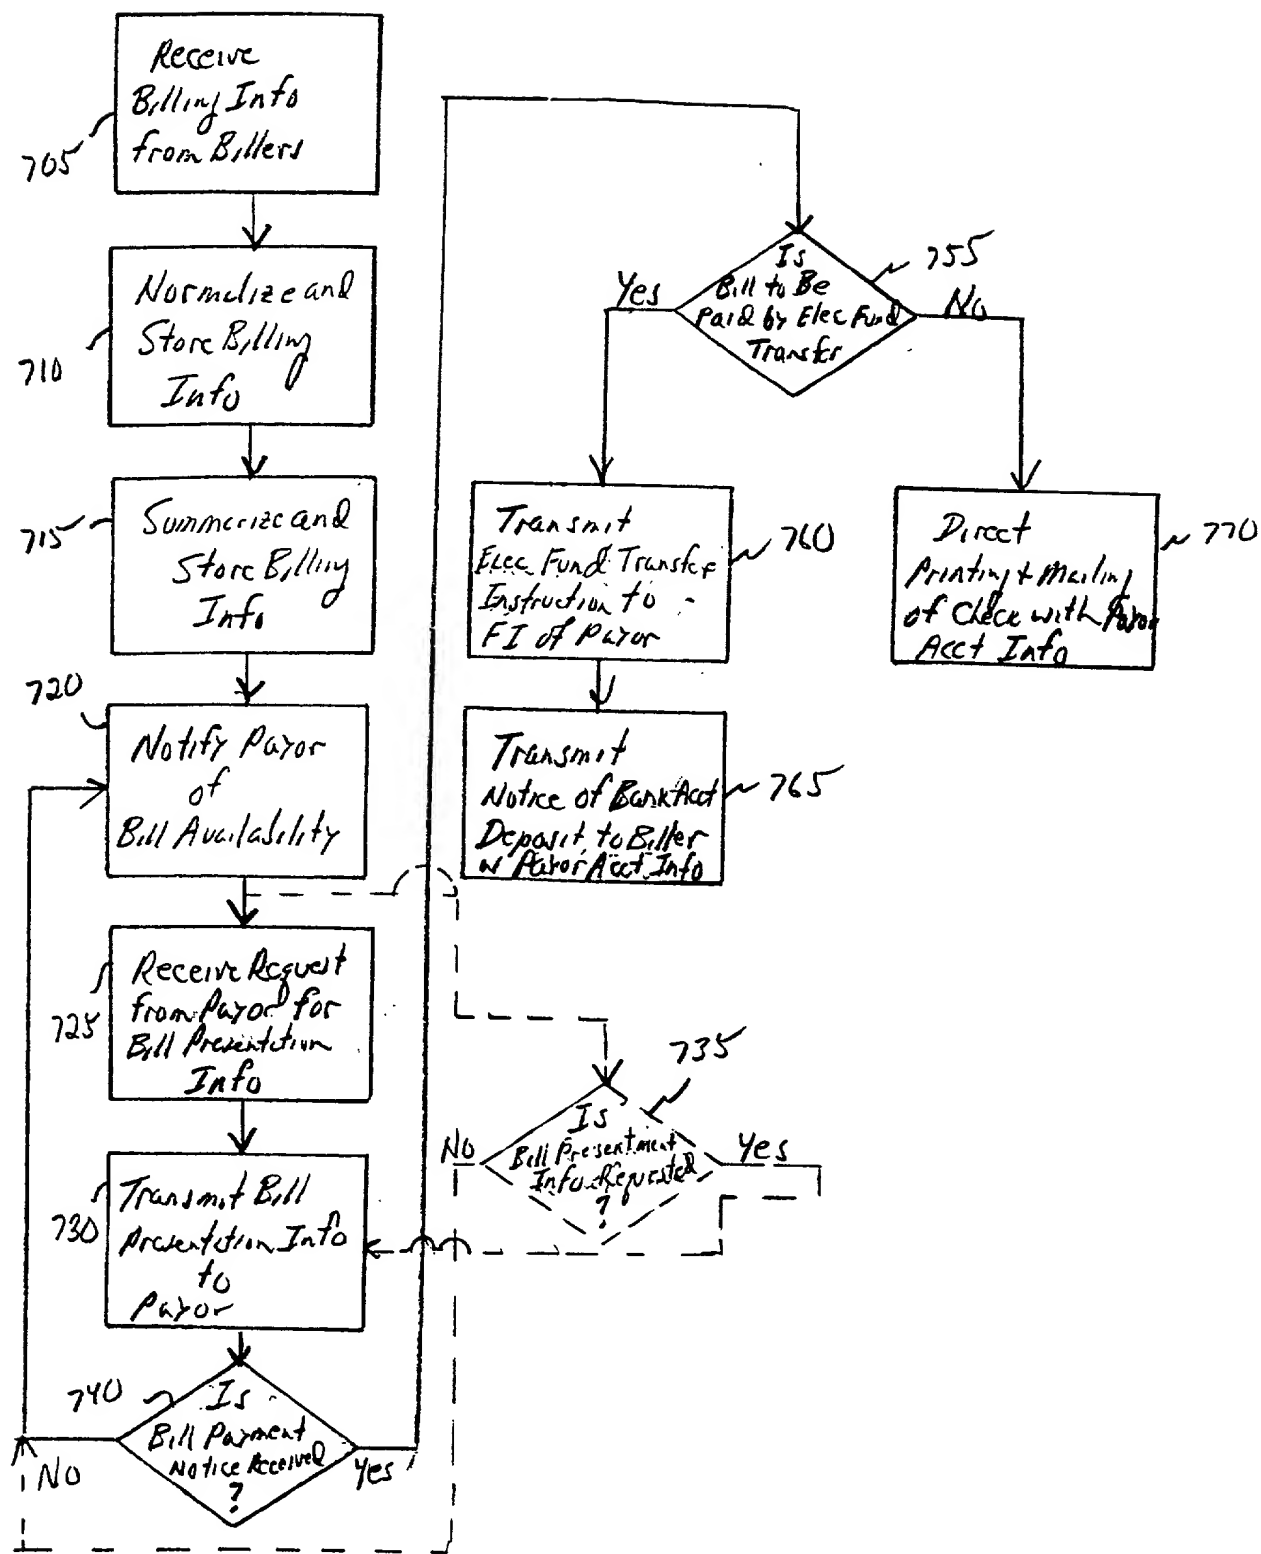 Receive
Billing Info
from Billers
705
Normalize and
Store Billing
Info
710
Summarize and
Store Billing
Info
715
720
Notify Payor
of
Bill Availability
Receive Request
from Payor for
Bill Presentation
Info
725
Transmit Bill
Presentation Info
to
Payor
730
740
Is
Bill Payment
Notice Received
?
No
Yes
Is
Bill to Be
Paid by Elec Fund
Transfer
755
Yes
No
Transmit
Elec Fund Transfer
Instruction to
FI of Payor
760
Transmit
Notice of Bank Acct
Deposit to Biller
w Payor Acct Info
765
Direct
Printing + Mailing
of Check with Payor
Acct Info
770
735
Is
Bill Presentment
Info Requested
?
No
Yes